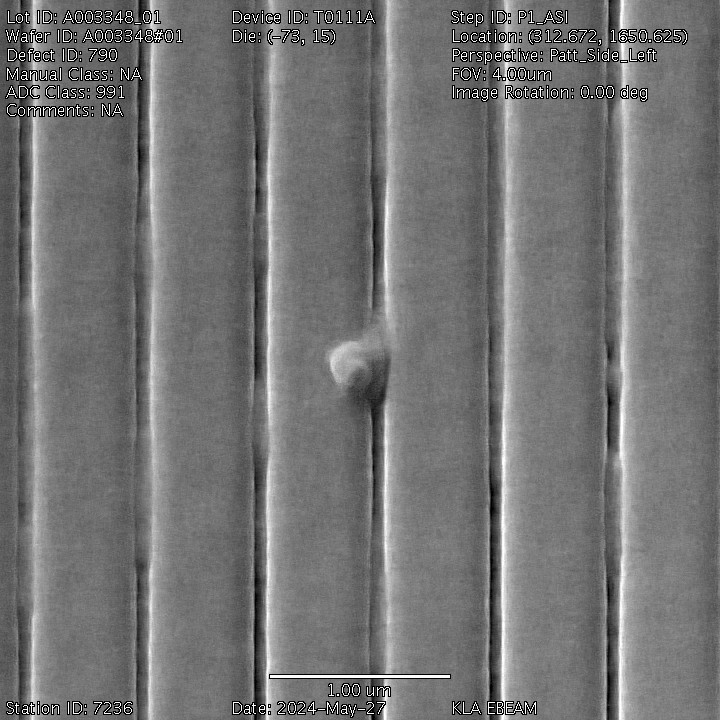 Lot ID: A003348_01
Wafer ID: A003348#01
Defect ID: 790
Manual Class: NA
ADC Class: 991
Comments: NA
Device ID: T0111A
Die: (-73, 15)
Step ID: P1_ASI
Location: (312.672, 1650.625)
Perspective: Patt_Side_Left
FOV: 4.00um
Image Rotation: 0.00 deg
1.00 um
Station ID: 7236
Date: 2024-May-27
KLA EBEAM